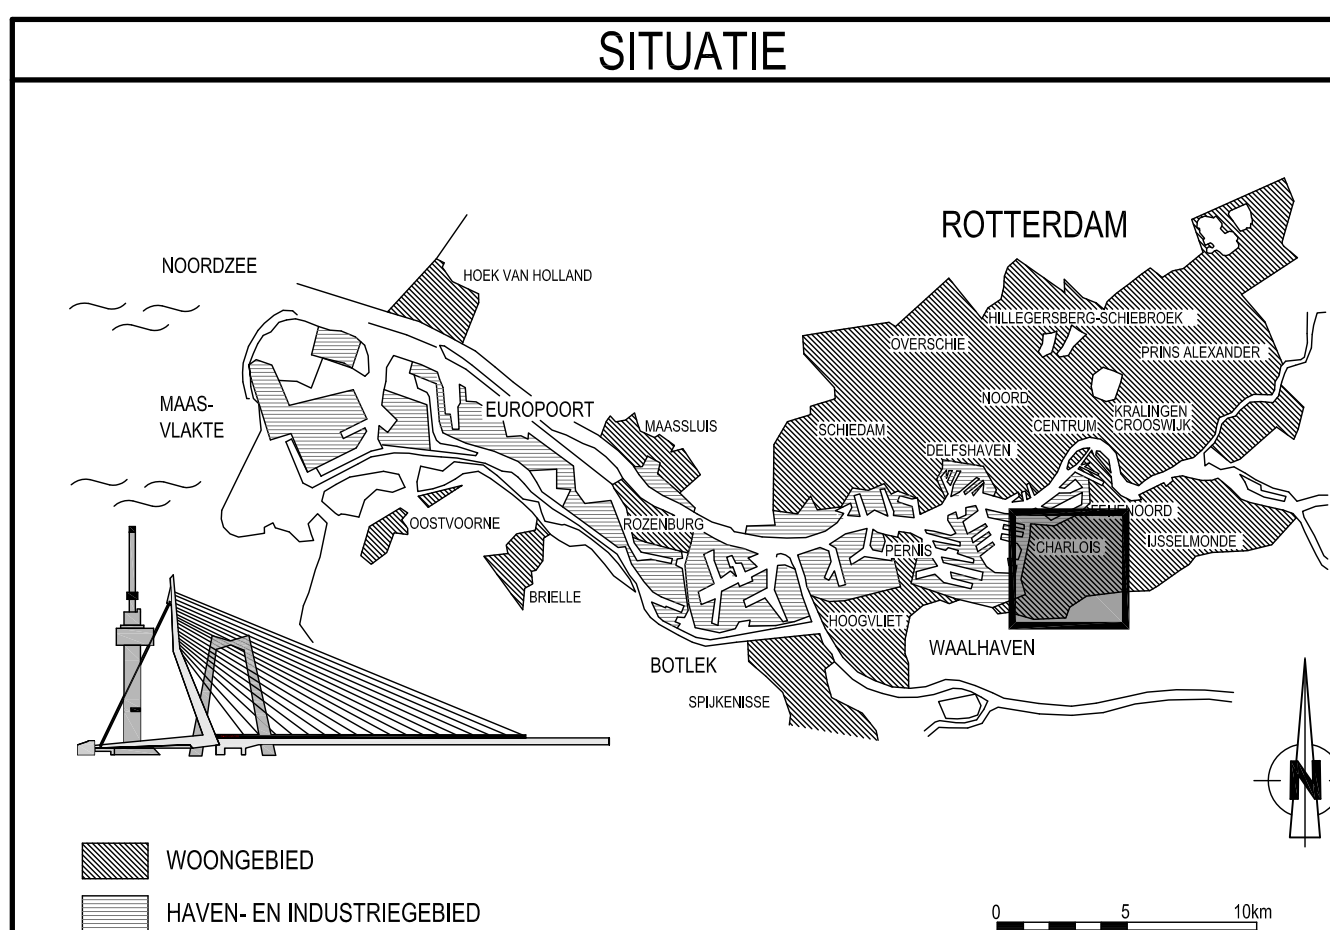 SITUATIE
ROTTERDAM
NOORDZEE
HOEK VAN HOLLAND
HILLEGERSBERG-SCHIEBROEK
OVERSCHIE
PRINS ALEXANDER
NOORD
MAAS-
VLAKTE
EUROPOORT
MAASSLUIS
SCHIEDAM
CENTRUM
KRALINGEN
CROOSWIJK
DELFSHAVEN
OOSTVOORNE
ROZENBURG
PERNIS
CHARLOIS
IJSSELMONDE
BRIELLE
HOOGVLIET
WAALHAVEN
BOTLEK
SPIJKENISSE
N
WOONGEBIED
HAVEN- EN INDUSTRIEGEBIED
0 5 10km